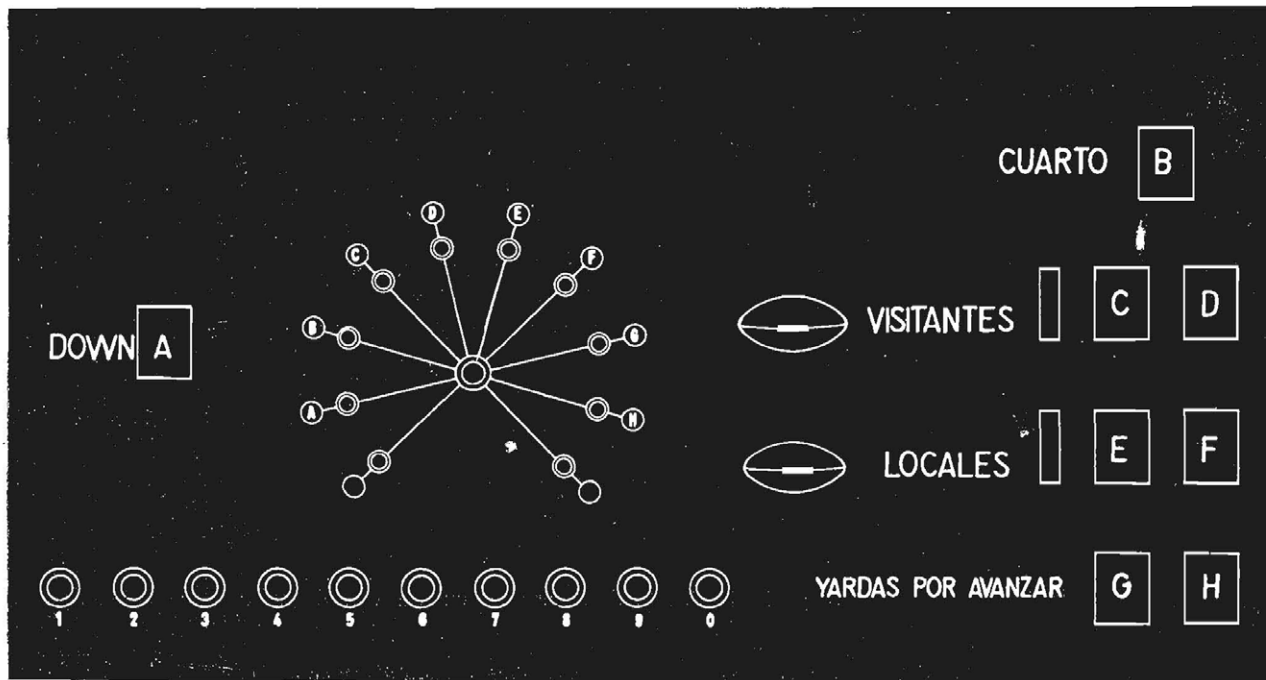 CUARTO B
D E
C F
VISITANTES C D
B G
DOWN A
A H
LOCALES E F
YARDAS POR AVANZAR G H
1 2 3 4 5 6 7 8 9 0